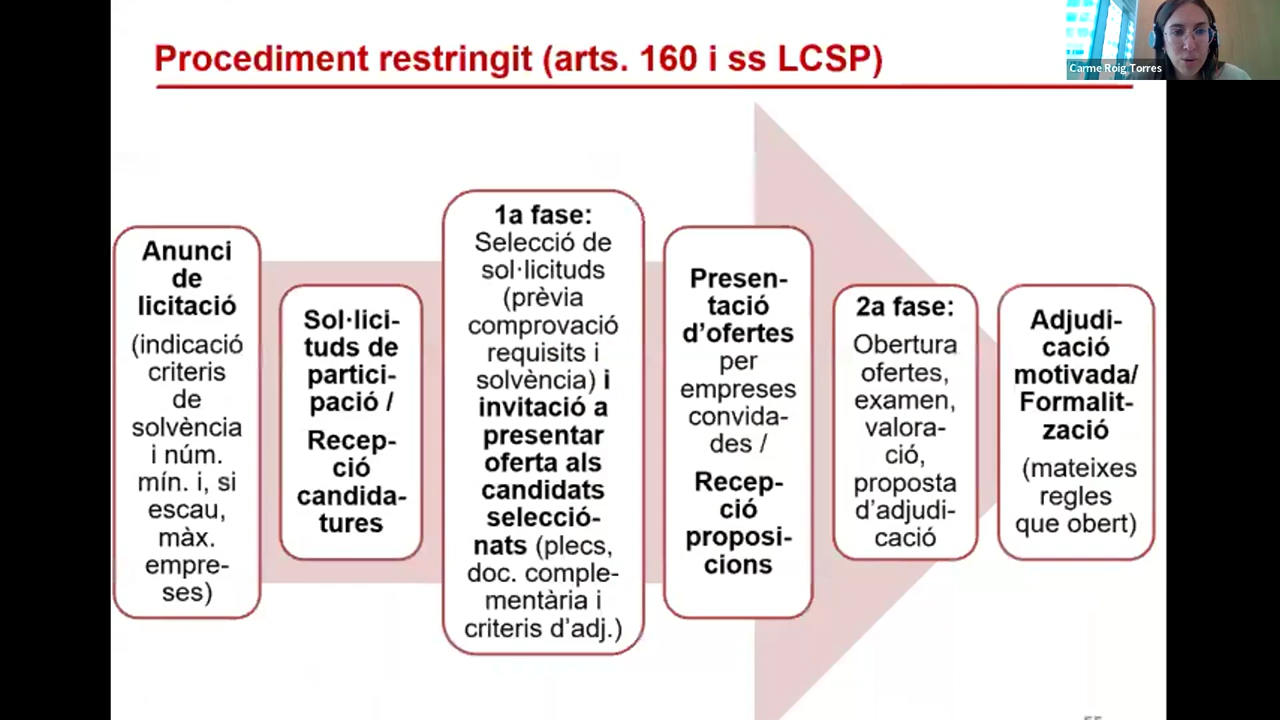 Procediment restringit (arts. 160 i ss LCSP)
Carme Roig Torres
Anunci
de
licitació
(indicació
criteris
de
solvència
i núm.
mín. i, si
escau,
màx.
empre-
ses)
Sol·lici-
tuds de
partici-
pació /
Recep-
ció
candida-
tures
1a fase:
Selecció de
sol·licituds
(prèvia
comprovació
requisits i
solvència) i
invitació a
presentar
oferta als
candidats
selecció-
nats (plecs,
doc. comple-
mentària i
criteris d'adj.)
Presen-
tació
d'ofertes
per
empreses
convida-
des /
Recep-
ció
proposi-
cions
2a fase:
Obertura
ofertes,
examen,
valora-
ció,
proposta
d'adjudi-
cació
Adjudi-
cació
motivada/
Formalit-
zació
(mateixes
regles
que obert)